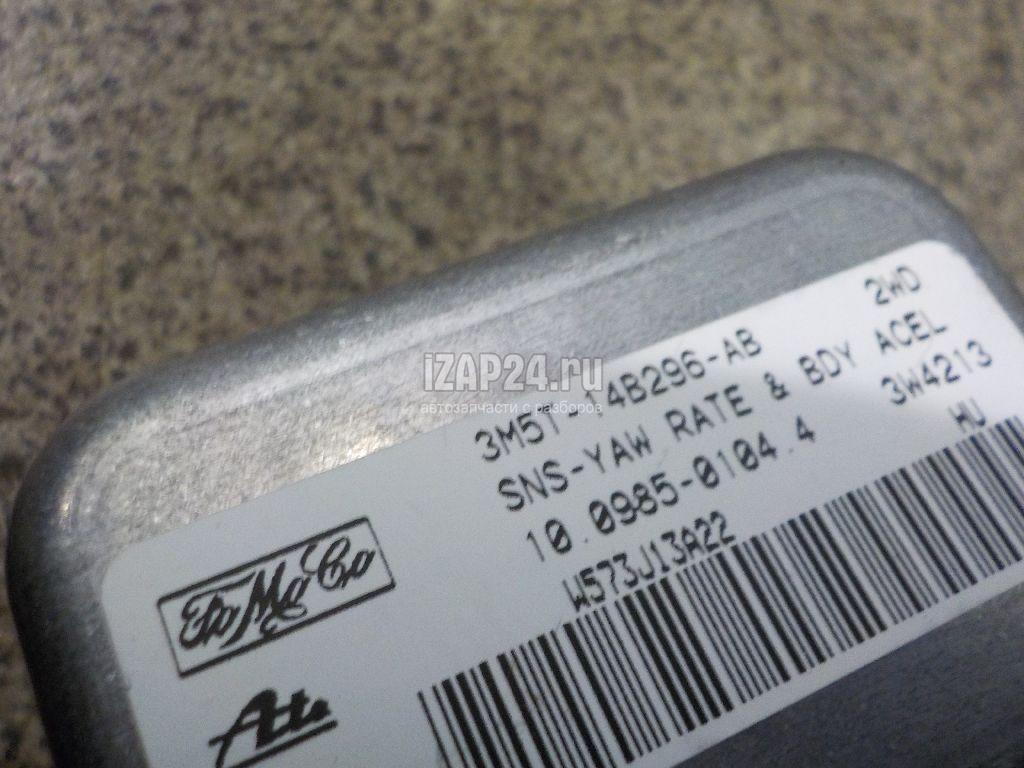 iZAP24.ru
автозапчасти с разборов
2WD
3M5T-14B296-AB
SNS-YAW RATE & BDY ACEL
10.0985-0104.4 3W4213
W573J13A22 HU
FoMoCo
Ate